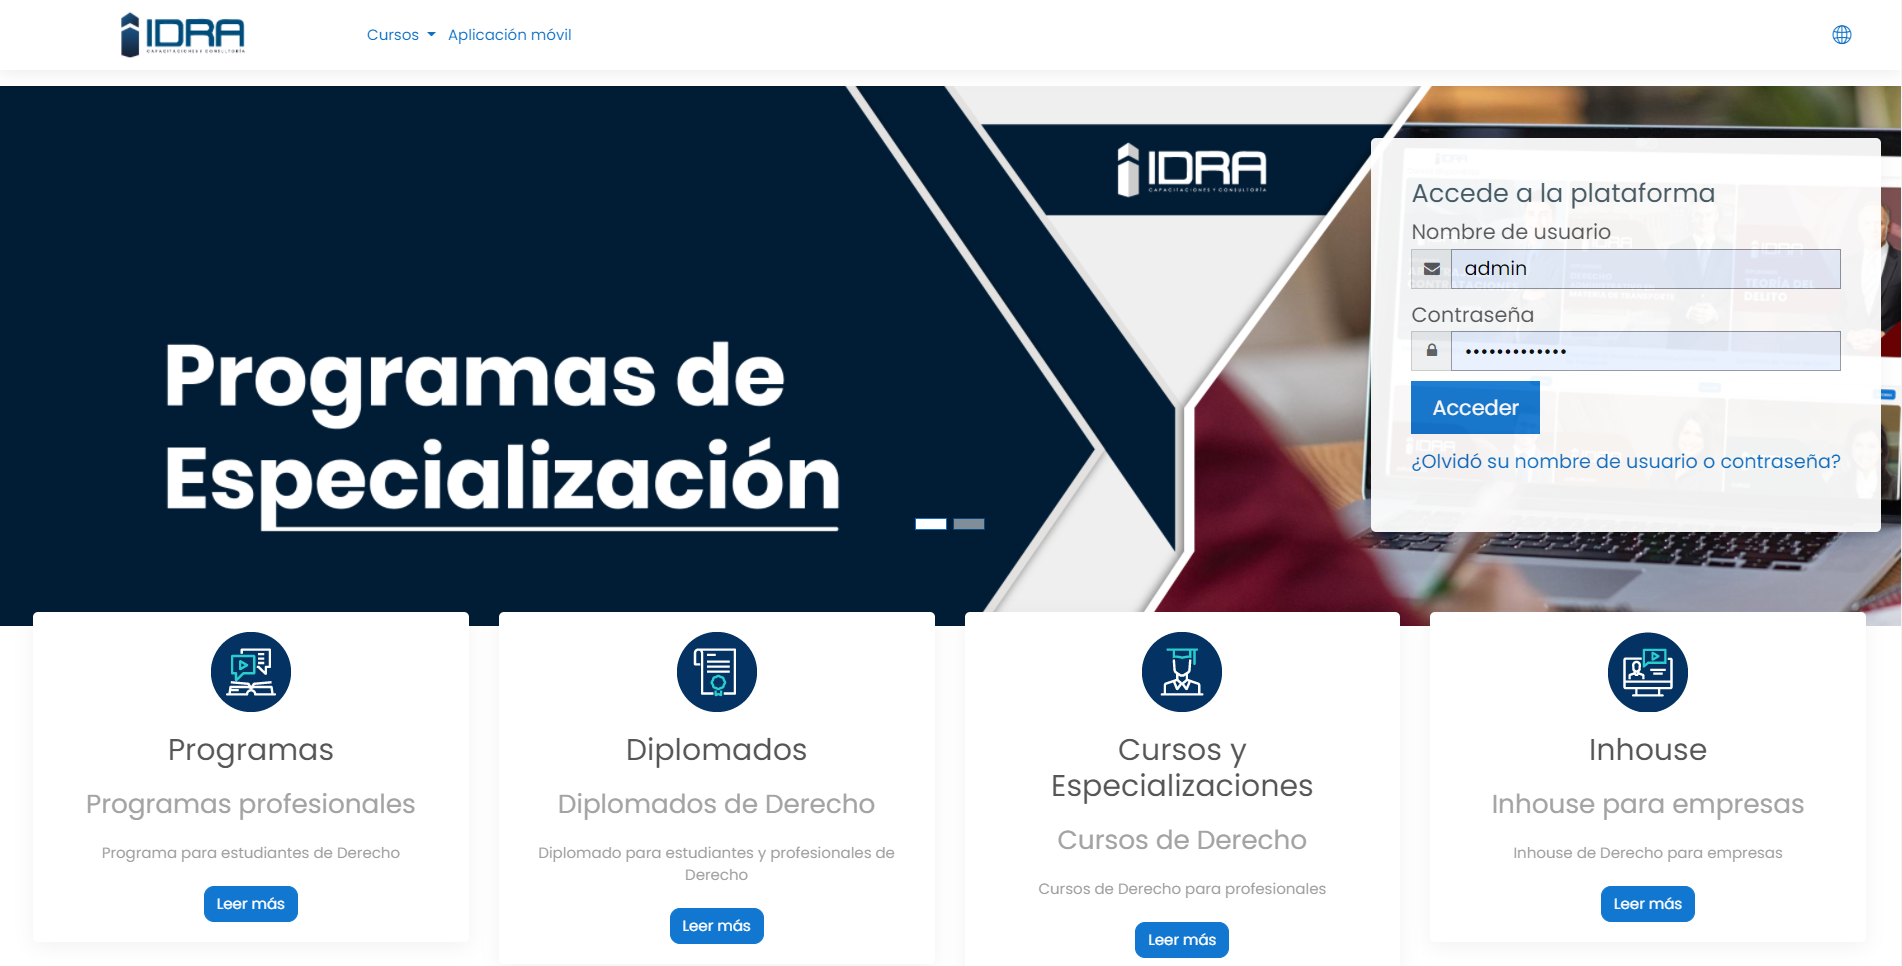 IDRA
CAPACITACIONES Y CONSULTORÍA
Cursos
Aplicación móvil
IDRA
CAPACITACIONES Y CONSULTORÍA
Programas de
Especialización
Accede a la plataforma
Nombre de usuario
admin
Contraseña
•••••••••••••
Acceder
¿Olvidó su nombre de usuario o contraseña?
Programas
Programas profesionales
Programa para estudiantes de Derecho
Leer más
Diplomados
Diplomados de Derecho
Diplomado para estudiantes y profesionales de
Derecho
Leer más
Cursos y
Especializaciones
Cursos de Derecho
Cursos de Derecho para profesionales
Leer más
Inhouse
Inhouse para empresas
Inhouse de Derecho para empresas
Leer más